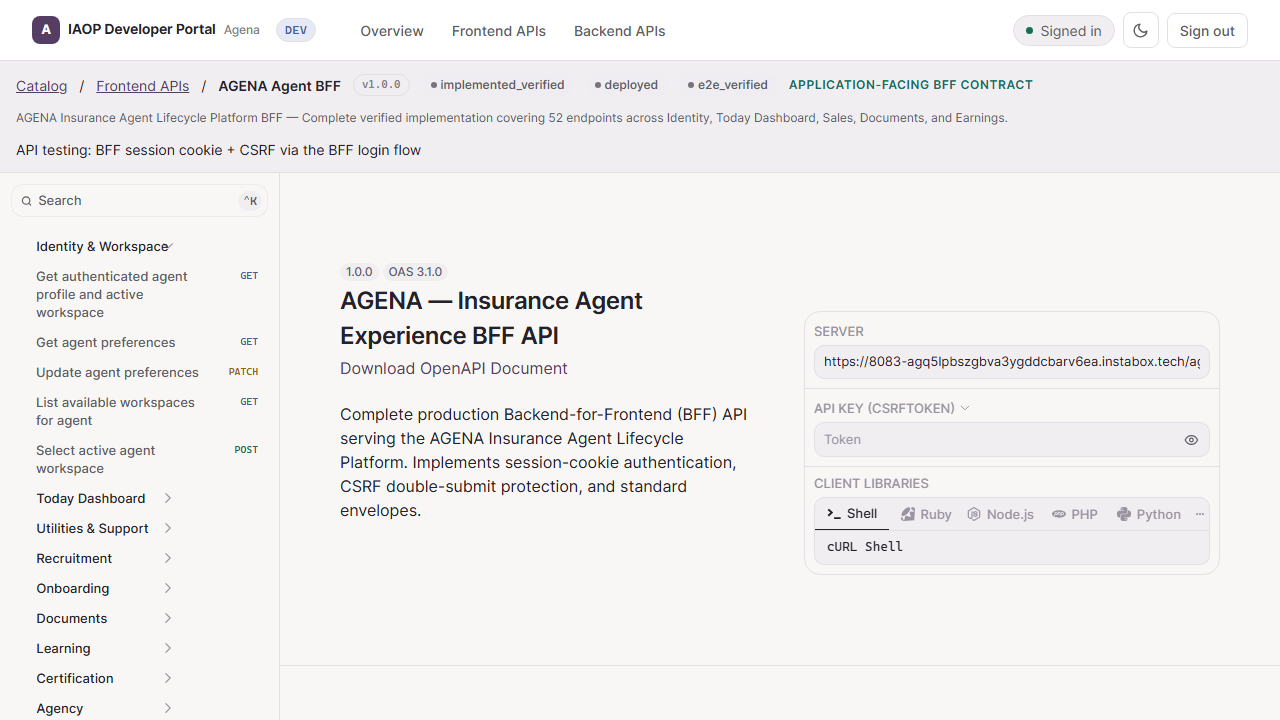 A IAOP Developer Portal Agena DEV Overview Frontend APIs Backend APIs Signed in Sign out
Catalog / Frontend APIs / AGENA Agent BFF v1.0.0 implemented_verified deployed e2e_verified APPLICATION-FACING BFF CONTRACT
AGENA Insurance Agent Lifecycle Platform BFF — Complete verified implementation covering 52 endpoints across Identity, Today Dashboard, Sales, Documents, and Earnings.
API testing: BFF session cookie + CSRF via the BFF login flow
Search ^K
Identity & Workspace
Get authenticated agent GET
profile and active
workspace
Get agent preferences GET
Update agent preferences PATCH
List available workspaces GET
for agent
Select active agent POST
workspace
Today Dashboard
Utilities & Support
Recruitment
Onboarding
Documents
Learning
Certification
Agency
1.0.0 OAS 3.1.0
AGENA — Insurance Agent
Experience BFF API
Download OpenAPI Document
Complete production Backend-for-Frontend (BFF) API
serving the AGENA Insurance Agent Lifecycle
Platform. Implements session-cookie authentication,
CSRF double-submit protection, and standard
envelopes.
SERVER
https://8083-agq5lpbszgbva3ygddcbarv6ea.instabox.tech/ag
API KEY (CSRFTOKEN)
Token
CLIENT LIBRARIES
Shell Ruby Node.js PHP Python ...
cURL Shell